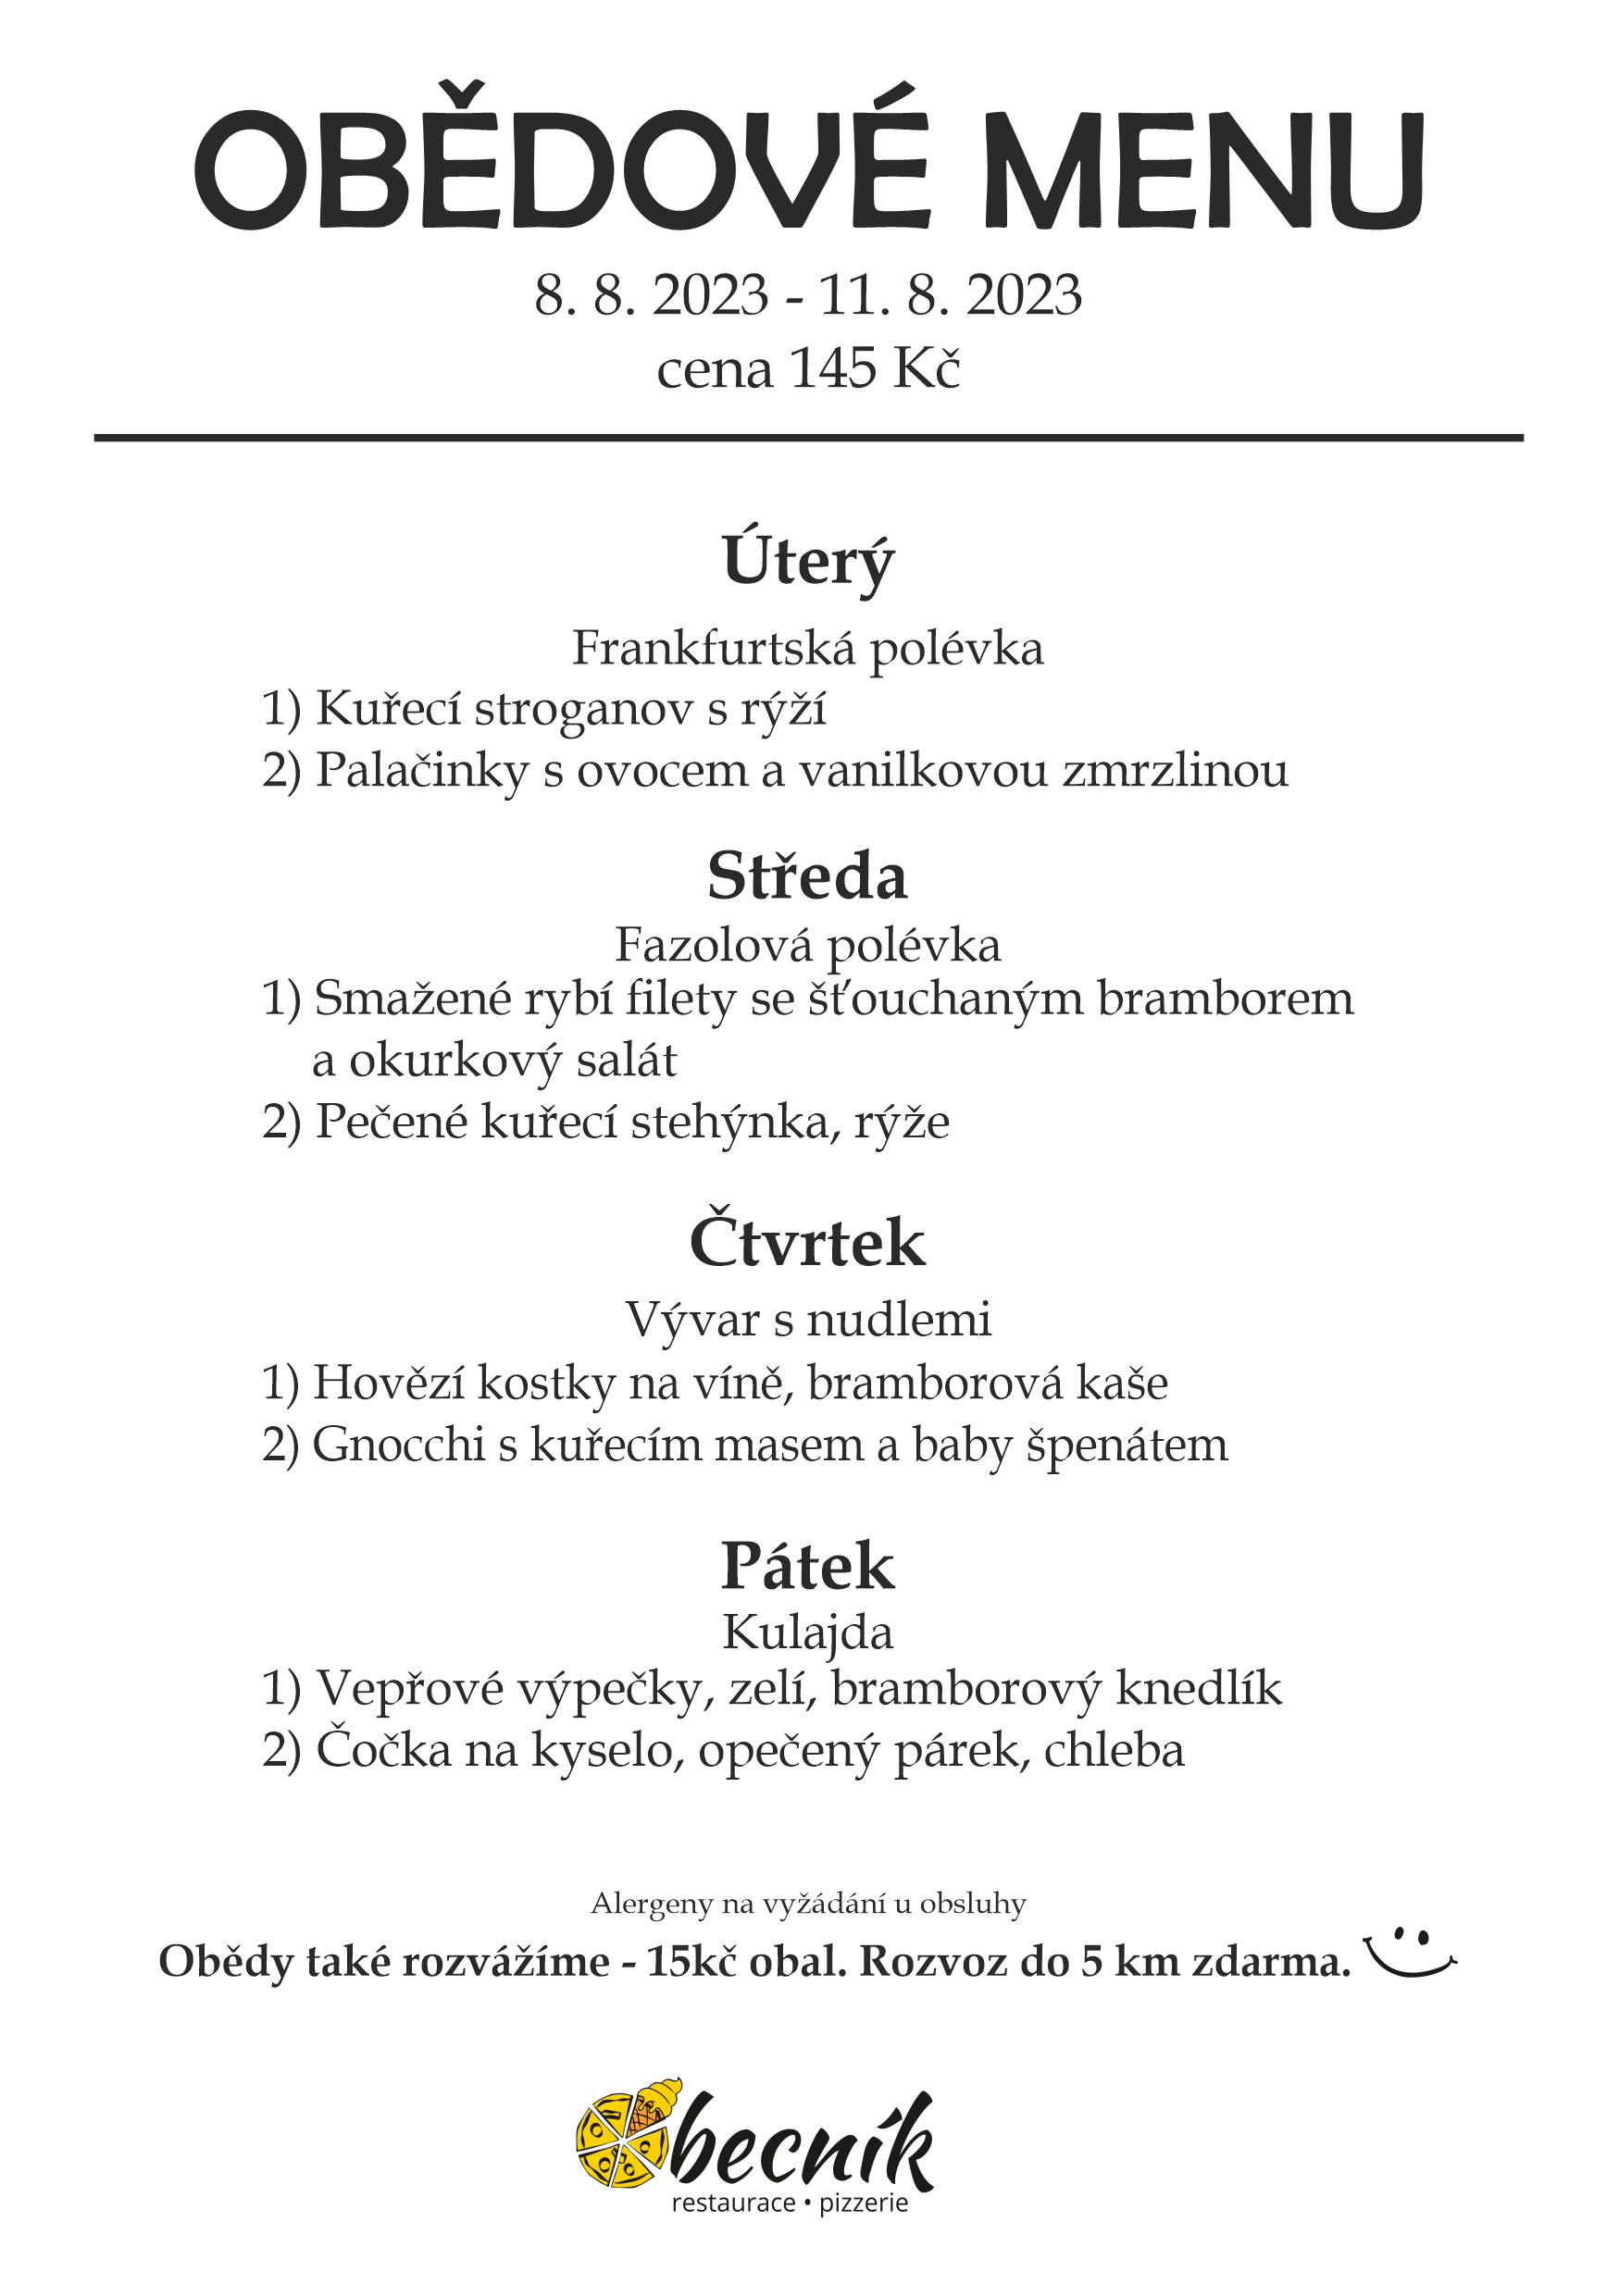 OBĚDOVÉ MENU
8. 8. 2023 - 11. 8. 2023
cena 145 Kč
Úterý
Frankfurtská polévka
1) Kuřecí stroganov s rýží
2) Palačinky s ovocem a vanilkovou zmrzlinou
Středa
Fazolová polévka
1) Smažené rybí filety se šťouchaným bramborem
a okurkový salát
2) Pečené kuřecí stehýnka, rýže
Čtvrtek
Vývar s nudlemi
1) Hovězí kostky na víně, bramborová kaše
2) Gnocchi s kuřecím masem a baby špenátem
Pátek
Kulajda
1) Vepřové výpečky, zelí, bramborový knedlík
2) Čočka na kyselo, opečený párek, chleba
Alergeny na vyžádání u obsluhy
Obědy také rozvážíme - 15kč obal. Rozvoz do 5 km zdarma.
becník
restaurace • pizzerie